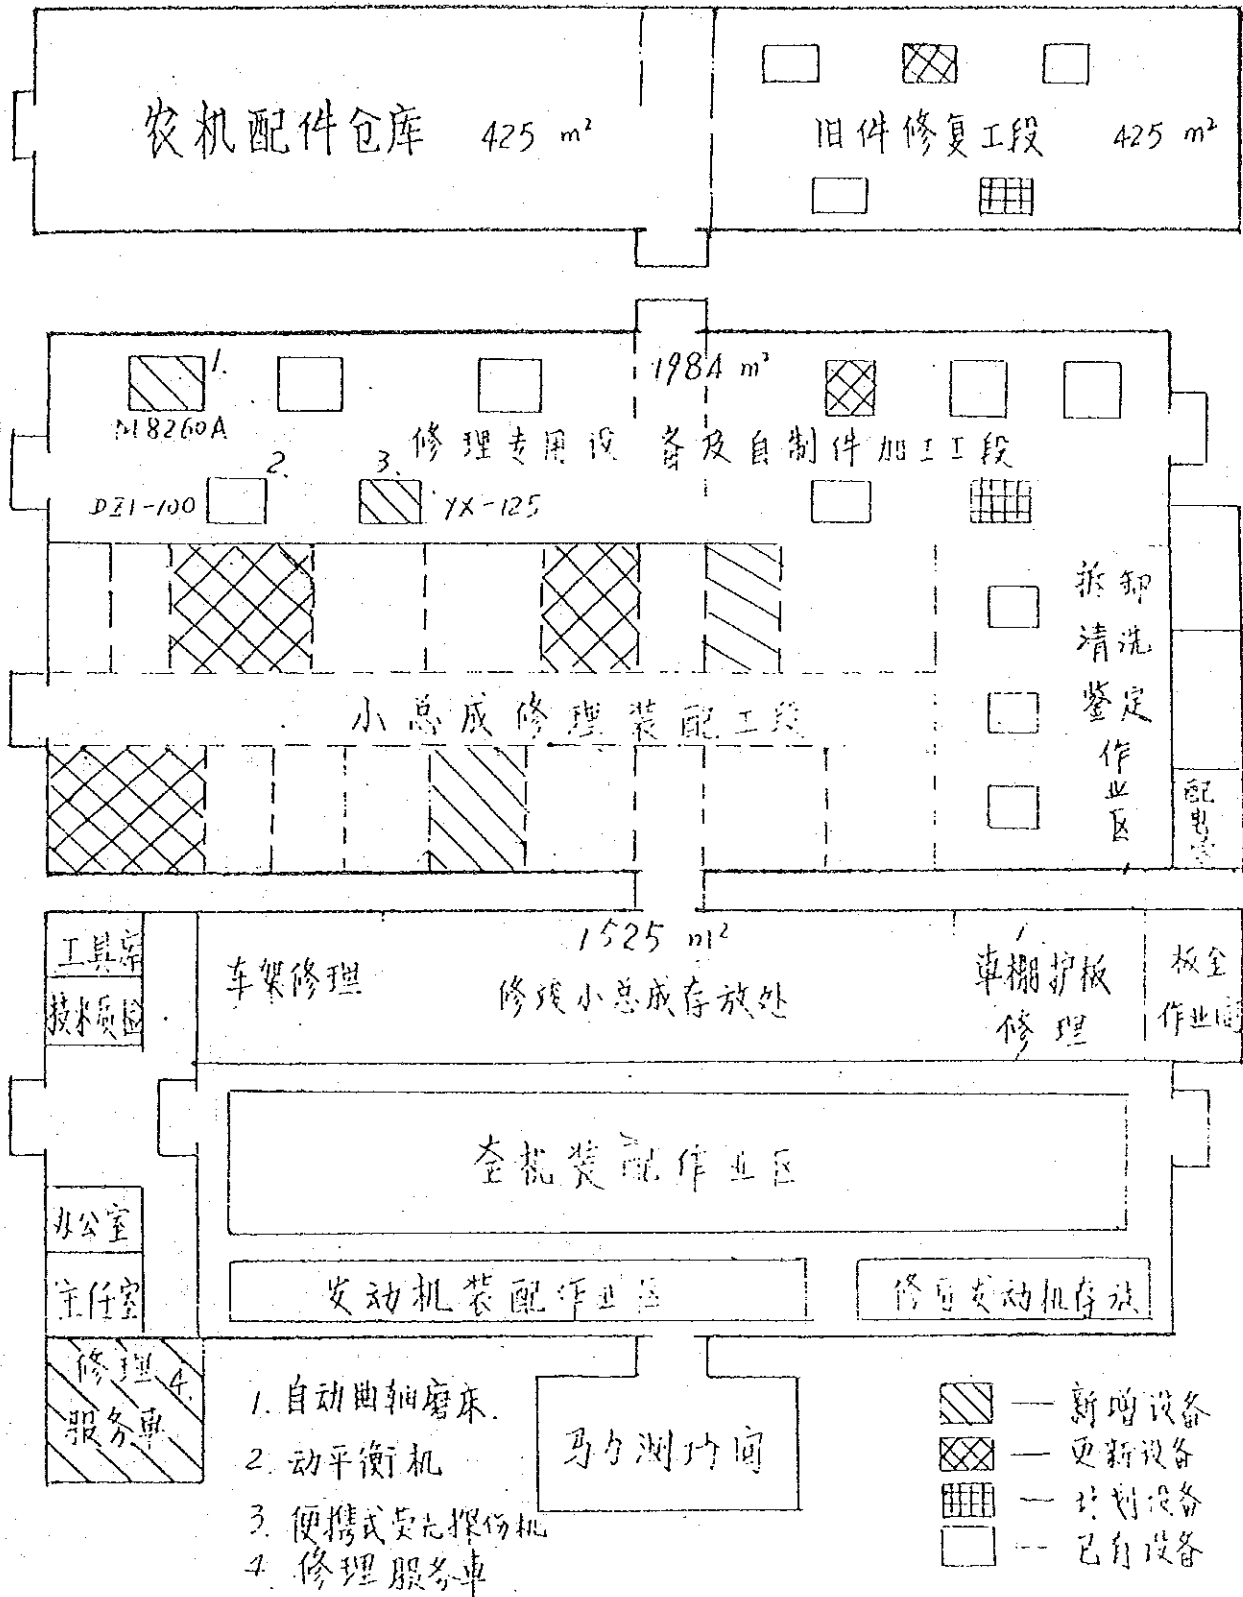 农机配件仓库 425 m²
旧件修复工段 425 m²
1984 m²
1.
M8260A
修理专用设备及自制件加工工段
2.
3.
DZ1-100
YX-125
拆卸
清洗
鉴定
作
业
区
小总成修理装配工段
配
电
室
1525 m²
工具室
技术质检
车架修理
修竣小总成存放处
車棚护板
修理
板金
作业间
全机装配作业区
办公室
主任室
发动机装配作业区
修复发动机存放
修理
服务車
4.
1. 自动曲轴磨床.
2. 动平衡机
3. 便携式荧光探伤机
4. 修理服务車
马力测功间
— 新增设备
— 更新设备
— 计划设备
-- 已有设备